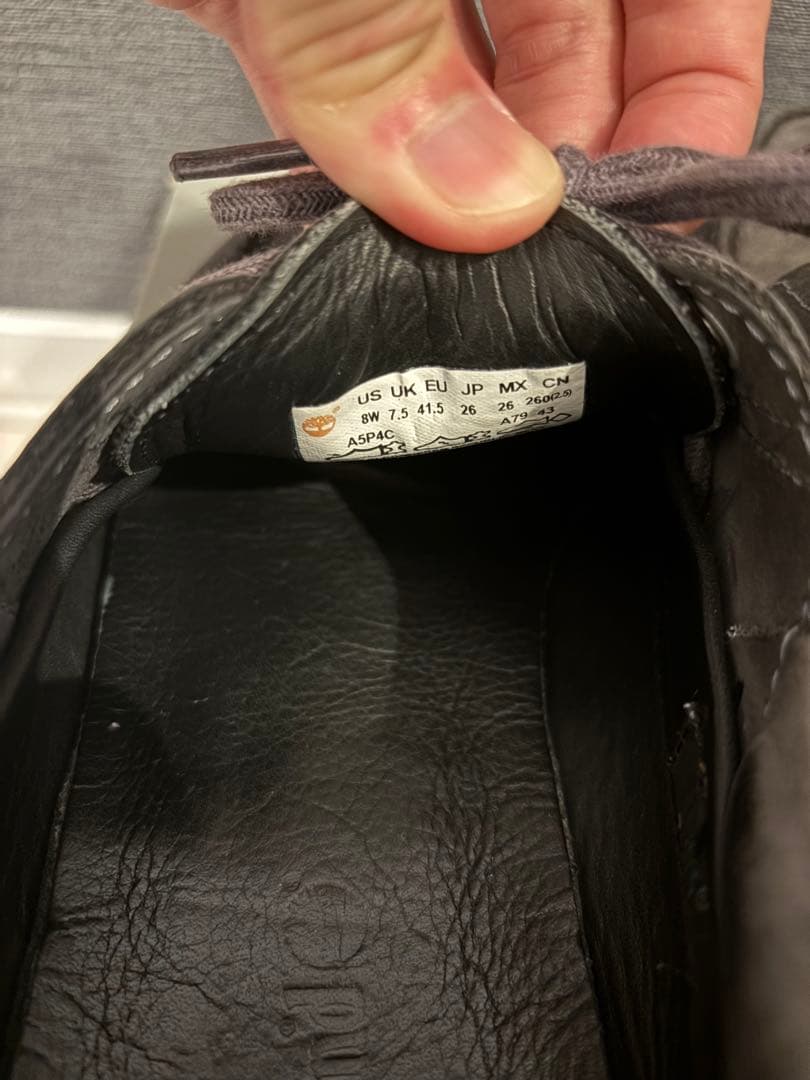 US UK EU JP MX CN
8W 7.5 41.5 26 26 260(2.5)
A5P4C A79 43